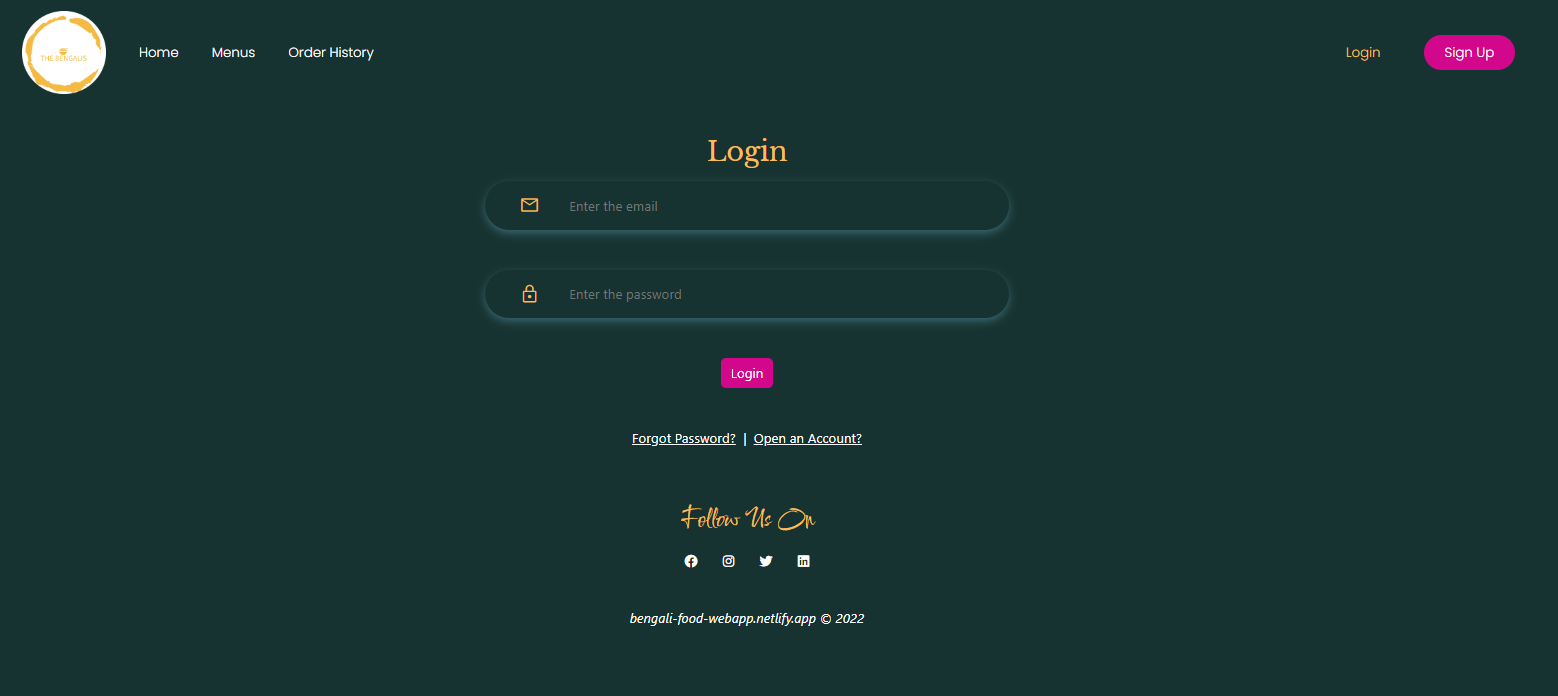 THE BENGALIS
Home Menus Order History Login Sign Up
Login
Enter the email
Enter the password
Login
Forgot Password? | Open an Account?
Follow Us On
bengali-food-webapp.netlify.app © 2022